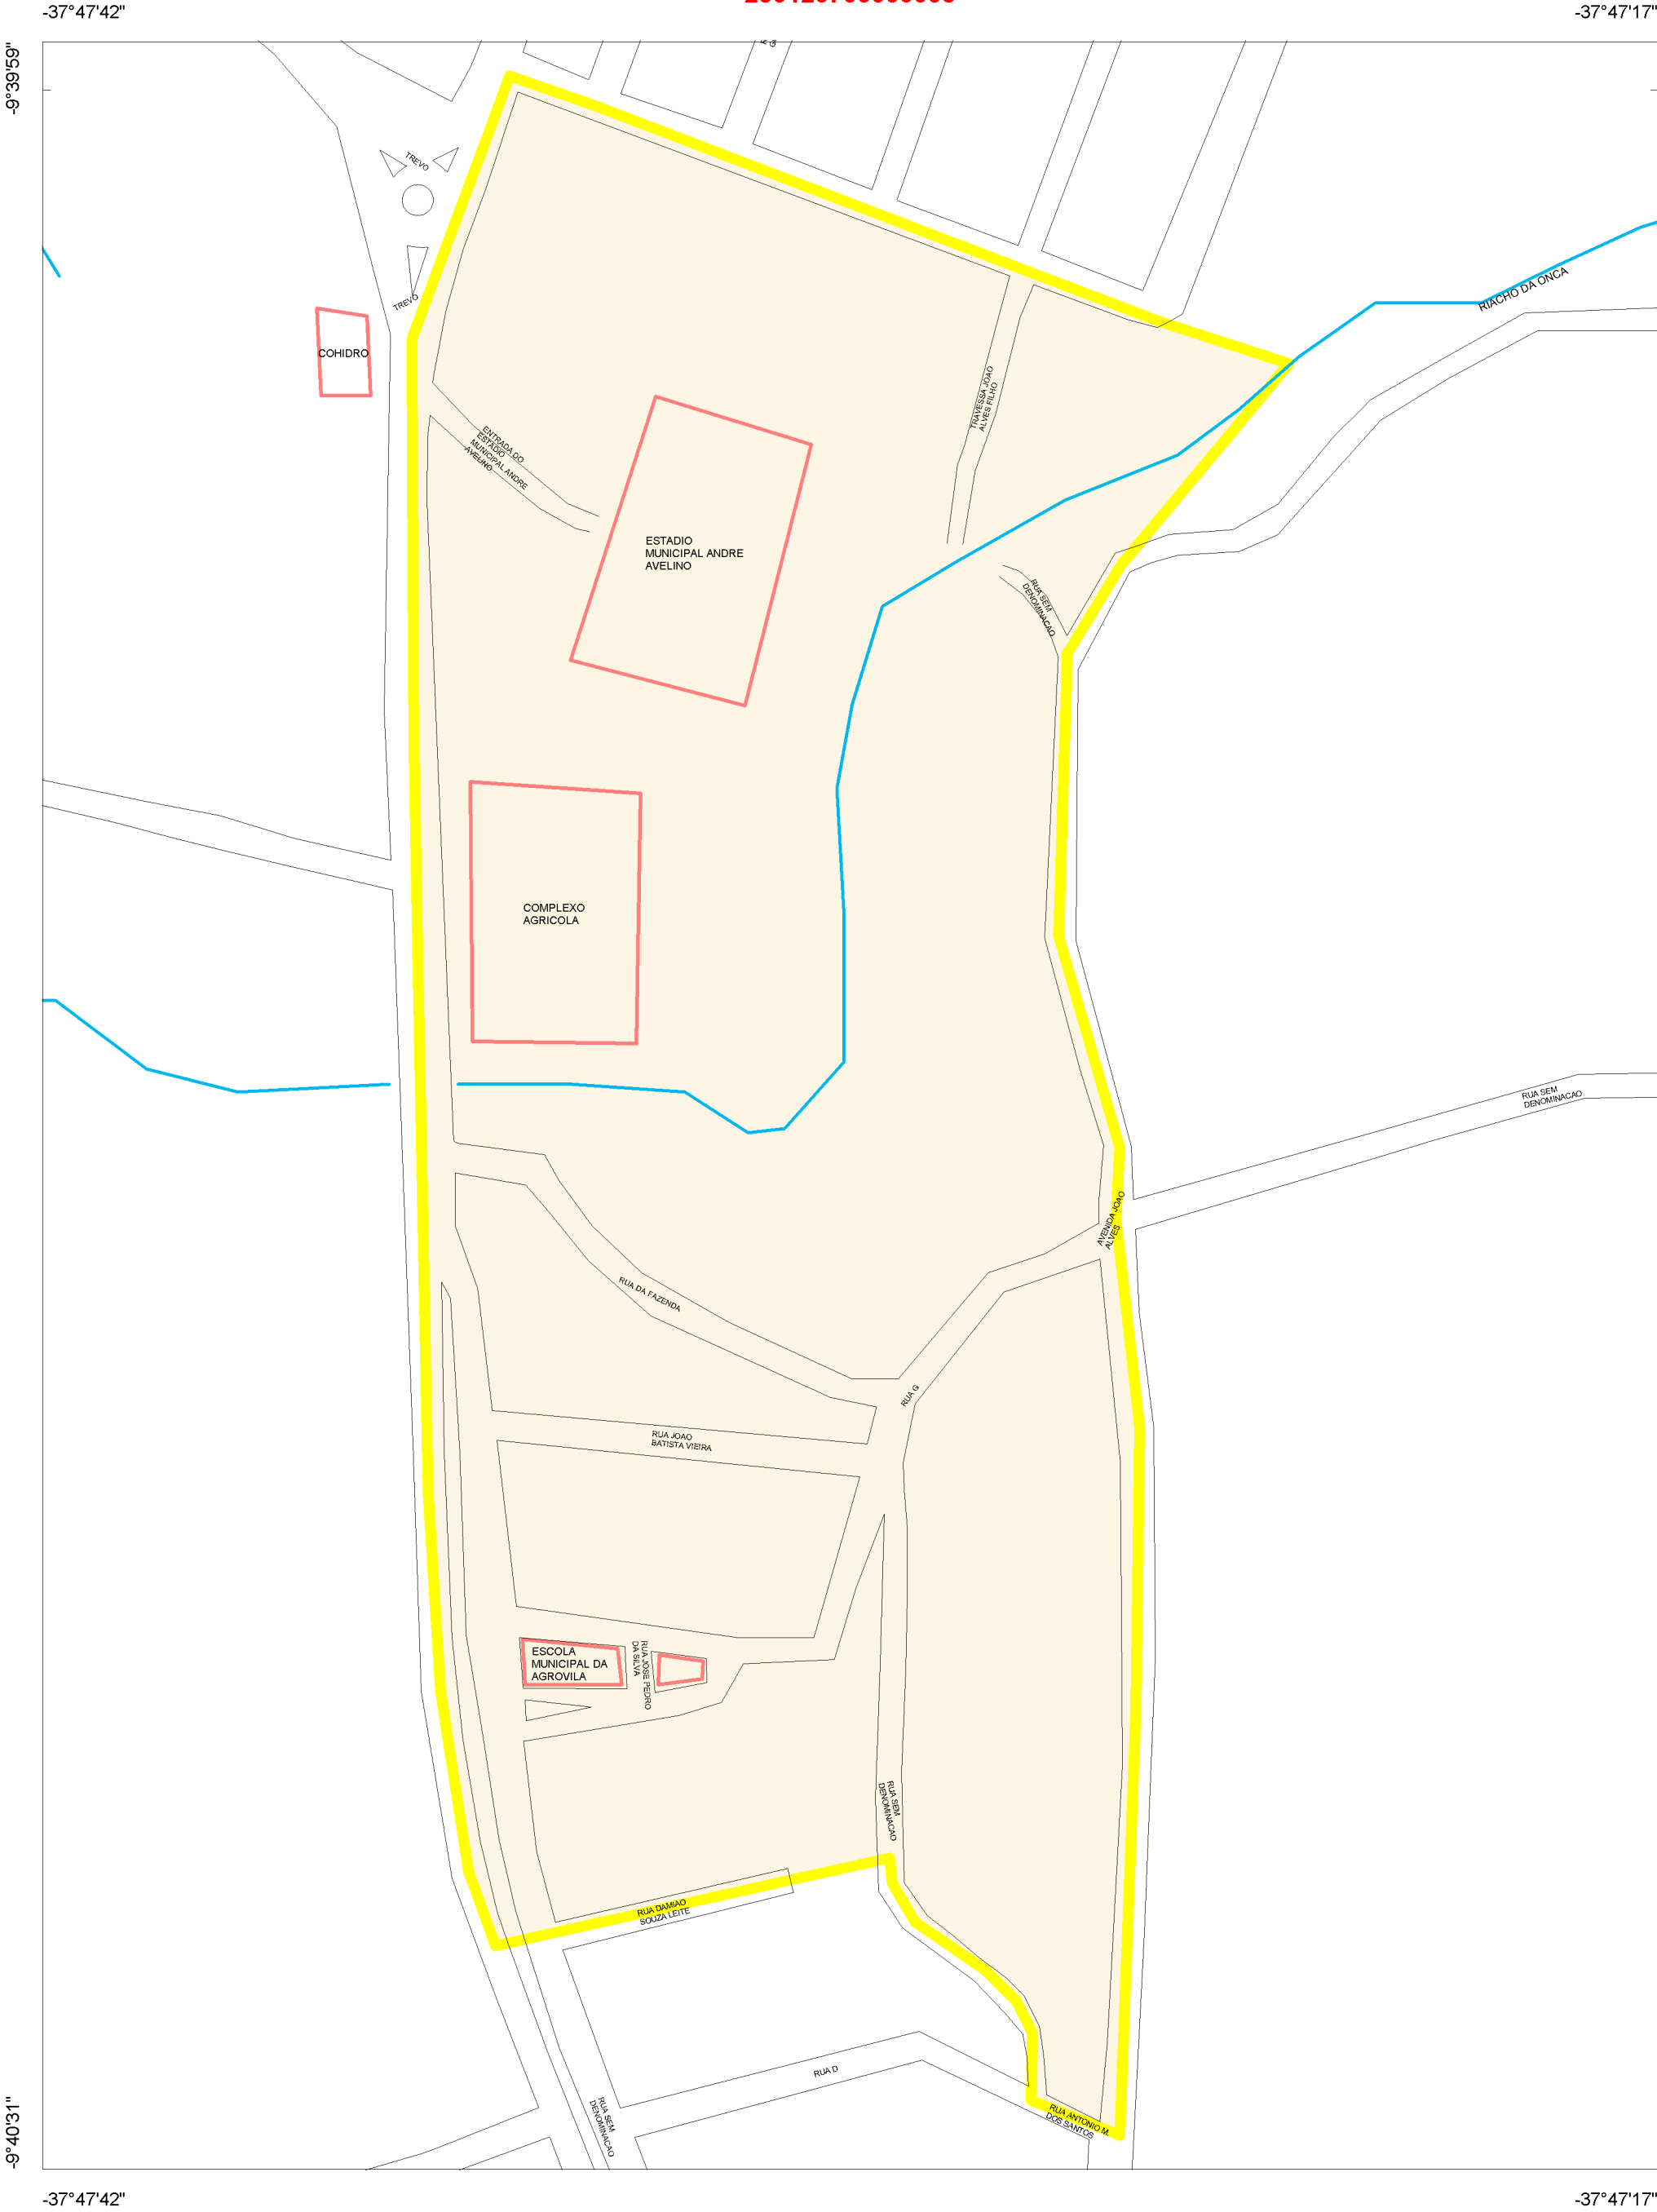 -37°47'42"
-37°47'17"
-9°39'59"
TREVO
TREVO
COHIDRO
RIACHO DA ONCA
TRAVESSA JOAO
ALVES FILHO
ENTRADA DO
ESTADIO
MUNICIPAL ANDRE
AVELINO
ESTADIO
MUNICIPAL ANDRE
AVELINO
RUA SEM
DENOMINACAO
COMPLEXO
AGRICOLA
RUA SEM
DENOMINACAO
AVENIDA JOAO
ALVES
RUA DA FAZENDA
RUA G
RUA JOAO
BATISTA VIEIRA
ESCOLA
MUNICIPAL DA
AGROVILA
RUA JOSE PEDRO
DA SILVA
RUA SEM
DENOMINACAO
RUA DAMIAO
SOUZA LEITE
RUA D
RUA SEM
DENOMINACAO
RUA ANTONIO M.
DOS SANTOS
-9°40'31"
-37°47'42"
-37°47'17"